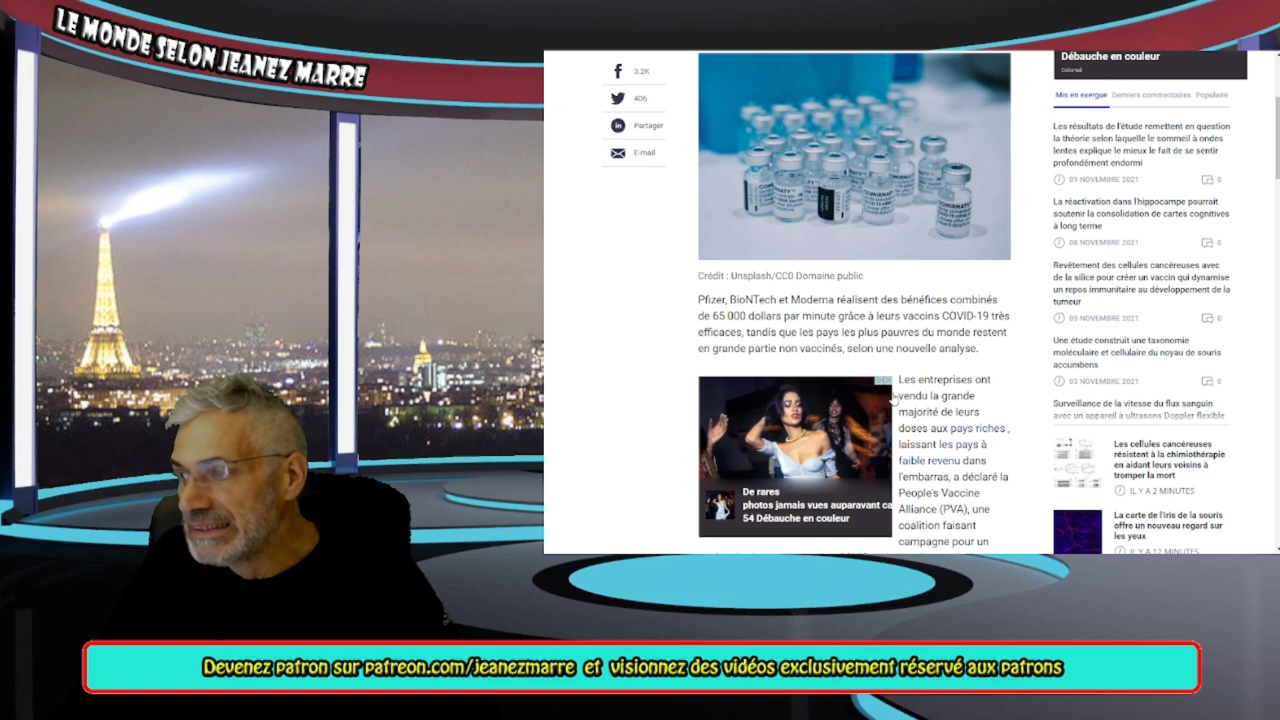 LE MONDE SELON JEANEZ MARRE
3.2K
406
Partager
E-mail
COMIRNATY
Crédit : Unsplash/CC0 Domaine public
Pfizer, BioNTech et Moderna réalisent des bénéfices combinés
de 65 000 dollars par minute grâce à leurs vaccins COVID-19 très
efficaces, tandis que les pays les plus pauvres du monde restent
en grande partie non vaccinés, selon une nouvelle analyse.
De rares
photos jamais vues auparavant ca
54 Débauche en couleur
Les entreprises ont
vendu la grande
majorité de leurs
doses aux pays riches ,
laissant les pays à
faible revenu dans
l'embarras, a déclaré la
People's Vaccine
Alliance (PVA), une
coalition faisant
campagne pour un
Débauche en couleur
Colorisé
Mis en exergue Derniers commentaires Populaire
Les résultats de l'étude remettent en question
la théorie selon laquelle le sommeil à ondes
lentes explique le mieux le fait de se sentir
profondément endormi
09 NOVEMBRE 2021 0
La réactivation dans l'hippocampe pourrait
soutenir la consolidation de cartes cognitives
à long terme
08 NOVEMBRE 2021 0
Revêtement des cellules cancéreuses avec
de la silice pour créer un vaccin qui dynamise
un repos immunitaire au développement de la
tumeur
05 NOVEMBRE 2021 0
Une étude construit une taxonomie
moléculaire et cellulaire du noyau de souris
accumbens
03 NOVEMBRE 2021 0
Surveillance de la vitesse du flux sanguin
avec un appareil à ultrasons Doppler flexible
Les cellules cancéreuses
résistent à la chimiothérapie
en aidant leurs voisins à
tromper la mort
IL Y A 2 MINUTES
La carte de l'iris de la souris
offre un nouveau regard sur
les yeux
IL Y A 12 MINUTES
Devenez patron sur patreon.com/jeanezmarre et visionnez des vidéos exclusivement réservé aux patrons